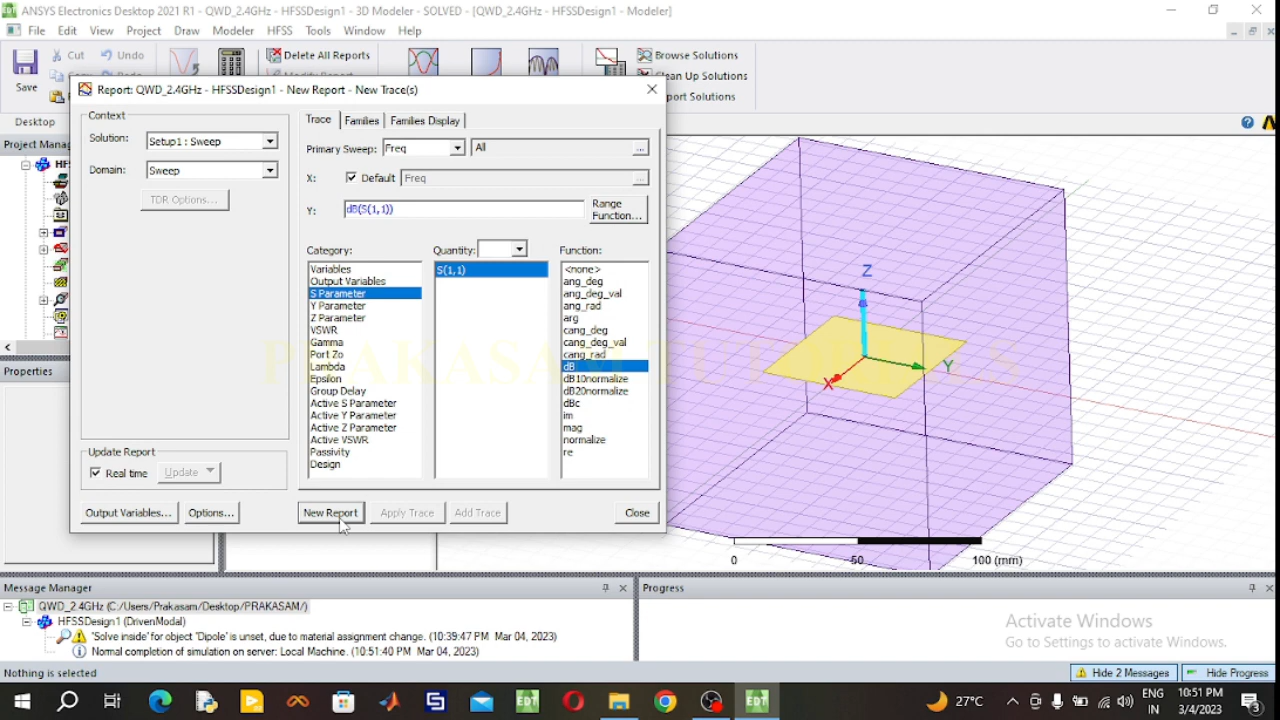 ANSYS Electronics Desktop 2021 R1 - QWD_2.4GHz - HFSSDesign1 - 3D Modeler - SOLVED - [QWD_2.4GHz - HFSSDesign1 - Modeler]
File Edit View Project Draw Modeler HFSS Tools Window Help
Save
Cut Undo
Delete All Reports
Browse Solutions
Clean Up Solutions
port Solutions
Desktop
Project Manag
HF
Properties
Report: QWD_2.4GHz - HFSSDesign1 - New Report - New Trace(s)
Context
Solution: Setup1 : Sweep
Domain: Sweep
TDR Options...
Update Report
Real time Update
Output Variables... Options...
Trace Families Families Display
Primary Sweep: Freq All ...
X: Default Freq ...
Y: dB(S(1,1)) Range Function...
Category:
Variables
Output Variables
S Parameter
Y Parameter
Z Parameter
VSWR
Gamma
Port Zo
Lambda
Epsilon
Group Delay
Active S Parameter
Active Y Parameter
Active Z Parameter
Active VSWR
Passivity
Design
Quantity:
S(1,1)
Function:
<none>
ang_deg
ang_deg_val
ang_rad
arg
cang_deg
cang_deg_val
cang_rad
dB
dB10normalize
dB20normalize
dBc
im
mag
normalize
re
New Report Apply Trace Add Trace Close
Z
Y
X
0 50 100 (mm)
Message Manager
QWD_2.4GHz (C:/Users/Prakasam/Desktop/PRAKASAM/)
HFSSDesign1 (DrivenModal)
'Solve inside' for object 'Dipole' is unset, due to material assignment change. (10:39:47 PM Mar 04, 2023)
Normal completion of simulation on server: Local Machine. (10:51:40 PM Mar 04, 2023)
Progress
Activate Windows
Go to Settings to activate Windows.
Nothing is selected
Hide 2 Messages Hide Progress
27°C
ENG
IN
10:51 PM
3/4/2023
3